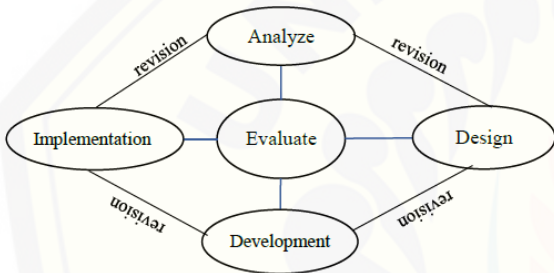 Analyze
revision
revision
Implementation
Evaluate
Design
revision
revision
Development